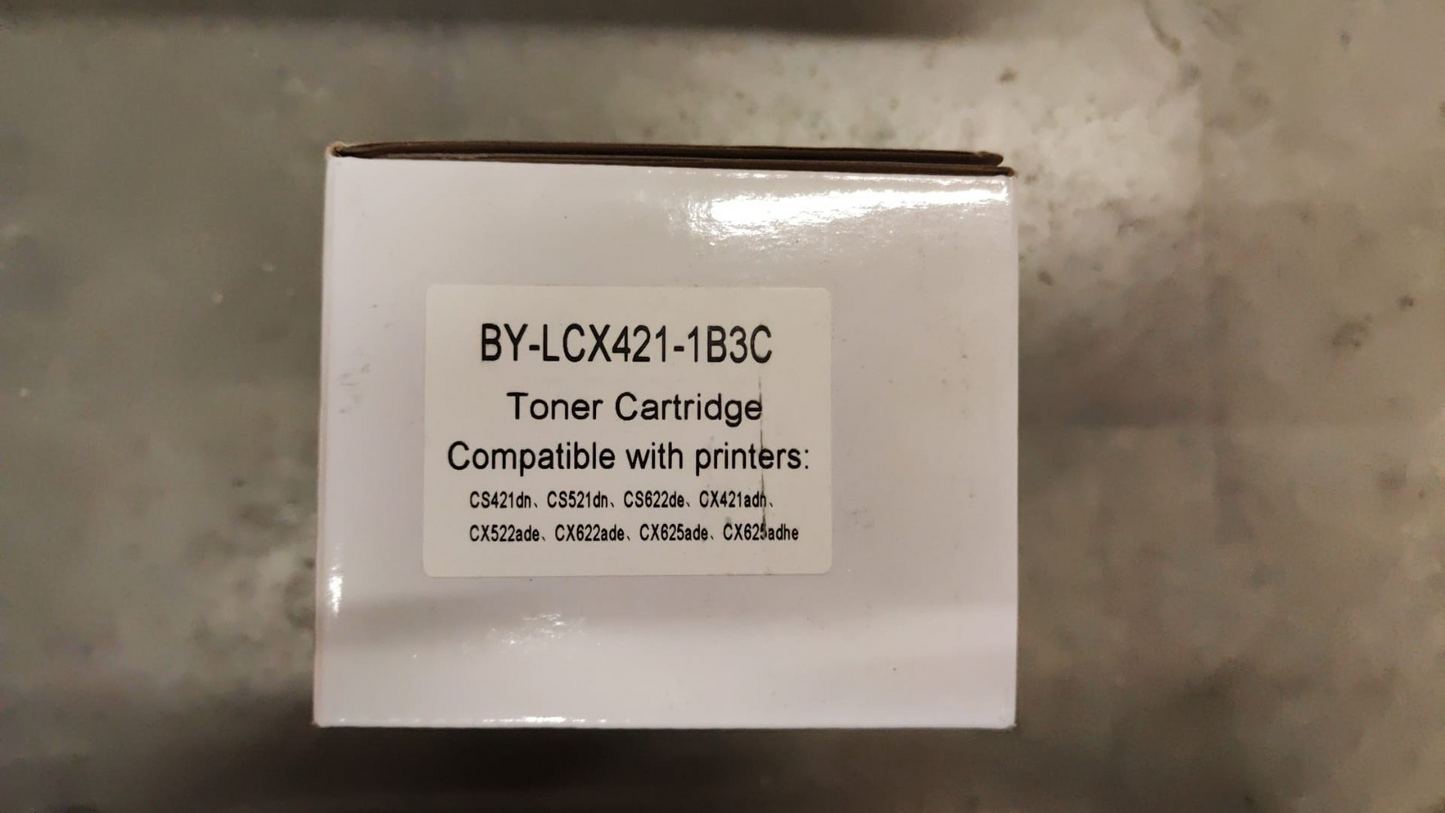 BY-LCX421-1B3C
Toner Cartridge
Compatible with printers:
CS421dn、CS521dn、CS622de、CX421adn、
CX522ade、CX622ade、CX625ade、CX625adhe